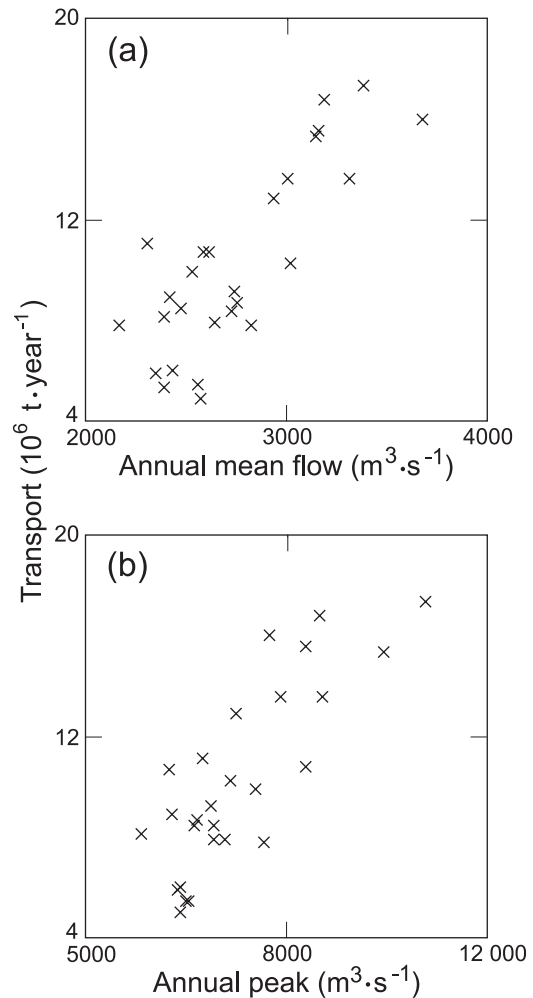 20
(a)
12
4
2000 3000 4000
Annual mean flow (m³·s⁻¹)
Transport (10⁶ t·year⁻¹)
20
(b)
12
4
5000 8000 12 000
Annual peak (m³·s⁻¹)